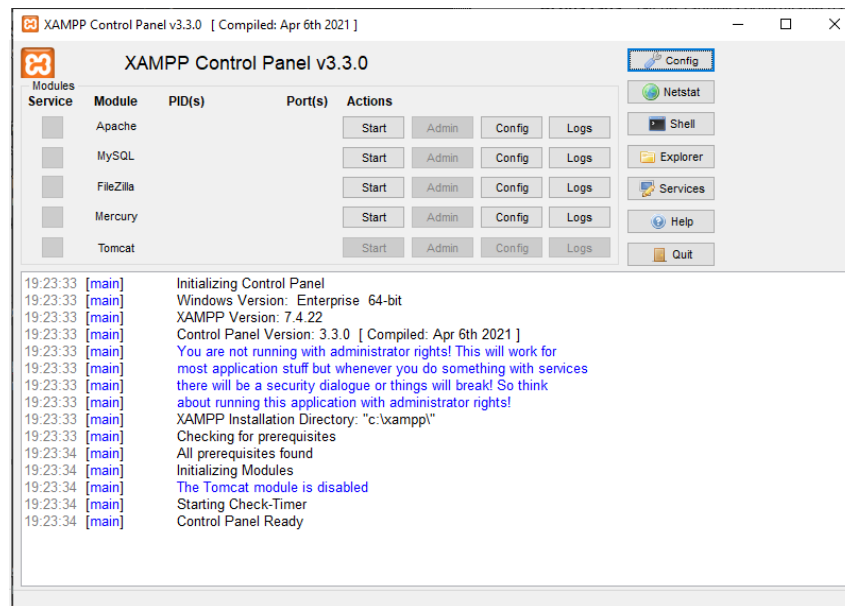 XAMPP Control Panel v3.3.0 [ Compiled: Apr 6th 2021 ]
XAMPP Control Panel v3.3.0
Config
Modules
Service Module PID(s) Port(s) Actions
Netstat
Apache Start Admin Config Logs
Shell
MySQL Start Admin Config Logs
Explorer
FileZilla Start Admin Config Logs
Services
Mercury Start Admin Config Logs
Help
Tomcat Start Admin Config Logs
Quit
19:23:33 [main] Initializing Control Panel
19:23:33 [main] Windows Version: Enterprise 64-bit
19:23:33 [main] XAMPP Version: 7.4.22
19:23:33 [main] Control Panel Version: 3.3.0 [ Compiled: Apr 6th 2021 ]
19:23:33 [main] You are not running with administrator rights! This will work for
19:23:33 [main] most application stuff but whenever you do something with services
19:23:33 [main] there will be a security dialogue or things will break! So think
19:23:33 [main] about running this application with administrator rights!
19:23:33 [main] XAMPP Installation Directory: "c:\xampp\"
19:23:33 [main] Checking for prerequisites
19:23:34 [main] All prerequisites found
19:23:34 [main] Initializing Modules
19:23:34 [main] The Tomcat module is disabled
19:23:34 [main] Starting Check-Timer
19:23:34 [main] Control Panel Ready